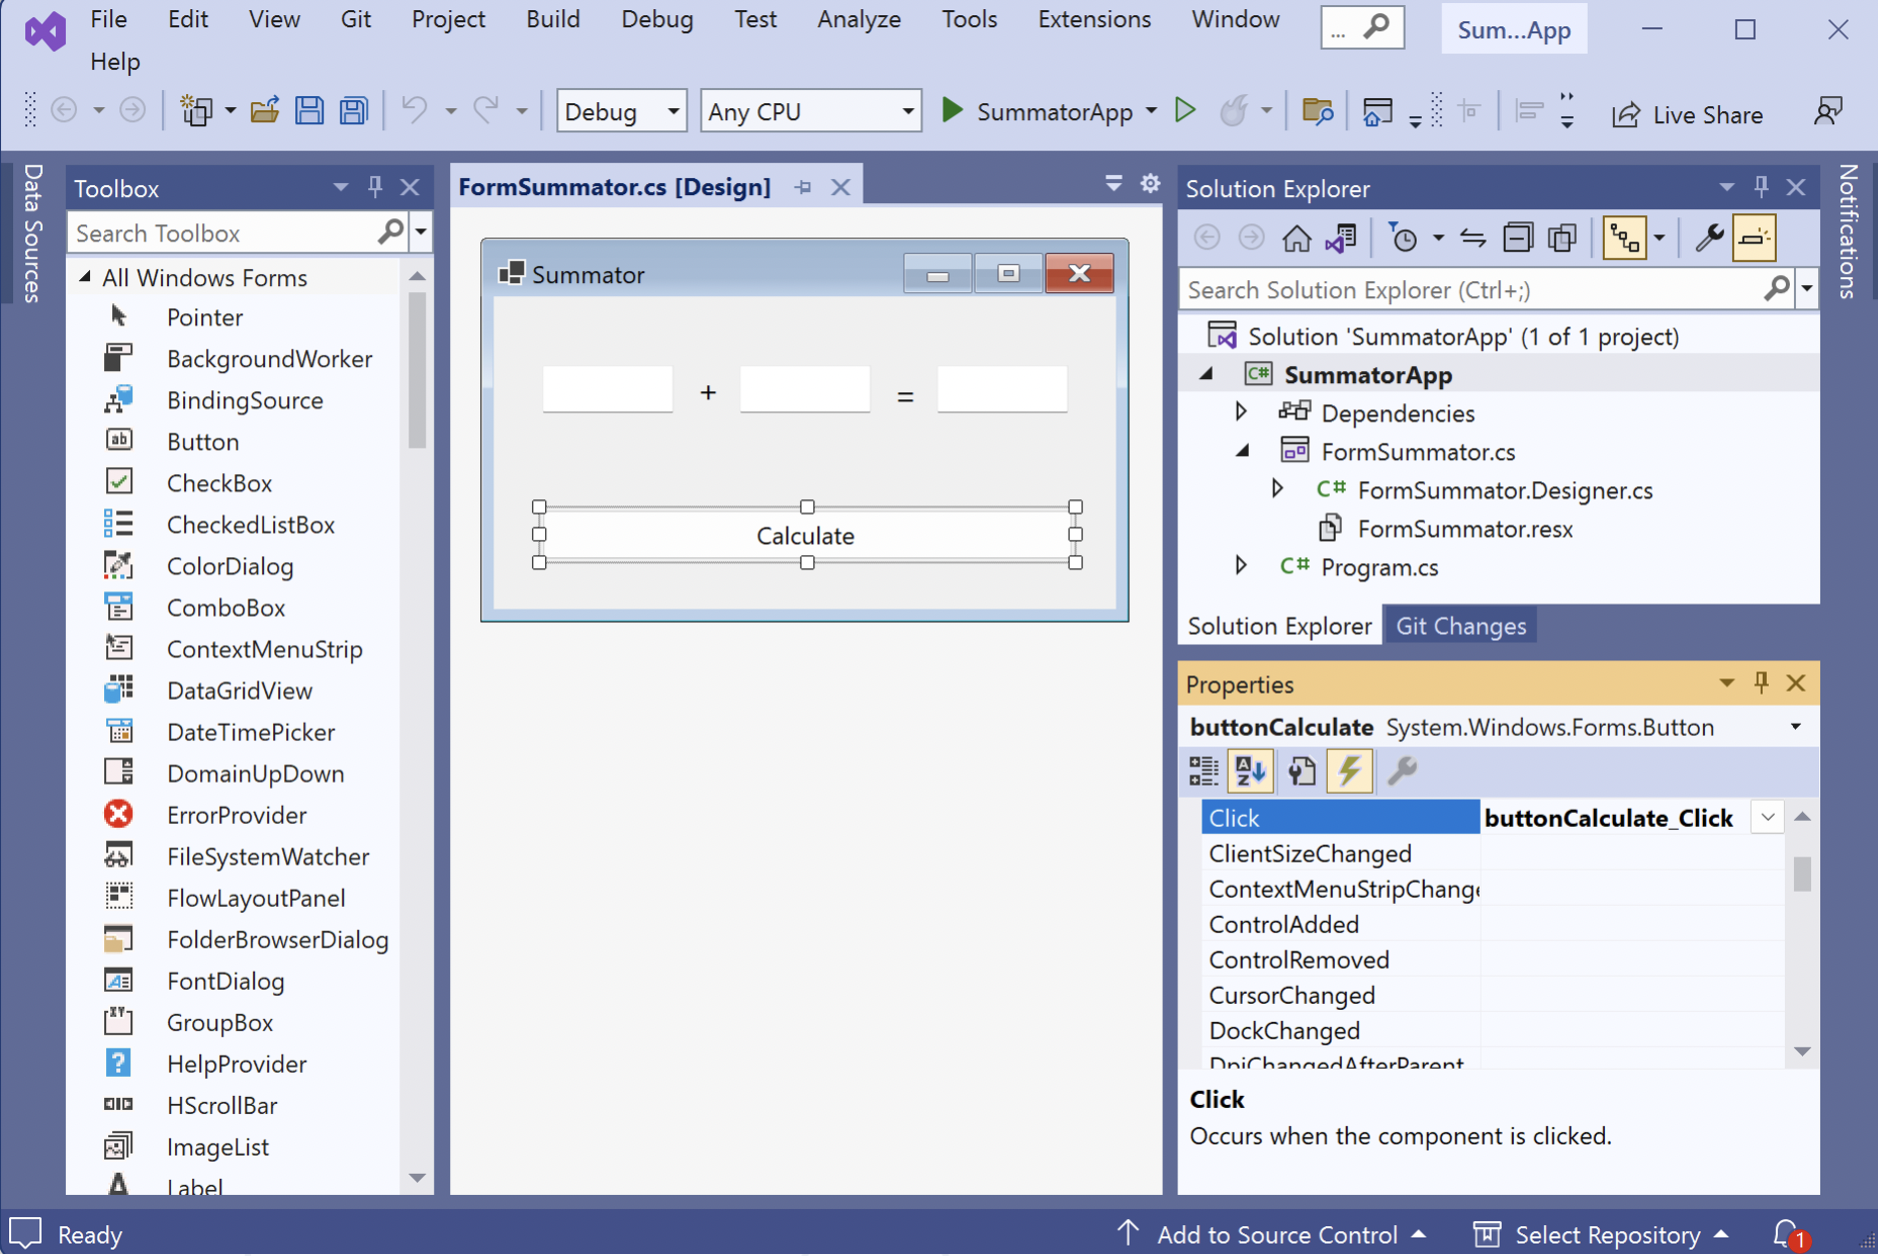 File Edit View Git Project Build Debug Test Analyze Tools Extensions Window ... Sum...App
Help
Debug Any CPU SummatorApp Live Share
Data Sources
Toolbox
Search Toolbox
All Windows Forms
Pointer
BackgroundWorker
BindingSource
Button
CheckBox
CheckedListBox
ColorDialog
ComboBox
ContextMenuStrip
DataGridView
DateTimePicker
DomainUpDown
ErrorProvider
FileSystemWatcher
FlowLayoutPanel
FolderBrowserDialog
FontDialog
GroupBox
HelpProvider
HScrollBar
ImageList
Label
FormSummator.cs [Design]
Summator
+ =
Calculate
Solution Explorer
Search Solution Explorer (Ctrl+;)
Solution 'SummatorApp' (1 of 1 project)
C# SummatorApp
Dependencies
FormSummator.cs
C# FormSummator.Designer.cs
FormSummator.resx
C# Program.cs
Solution Explorer Git Changes
Properties
buttonCalculate System.Windows.Forms.Button
Click buttonCalculate_Click
ClientSizeChanged
ContextMenuStripChange
ControlAdded
ControlRemoved
CursorChanged
DockChanged
DpiChangedAfterParent
Click
Occurs when the component is clicked.
Notifications
Ready Add to Source Control Select Repository 1